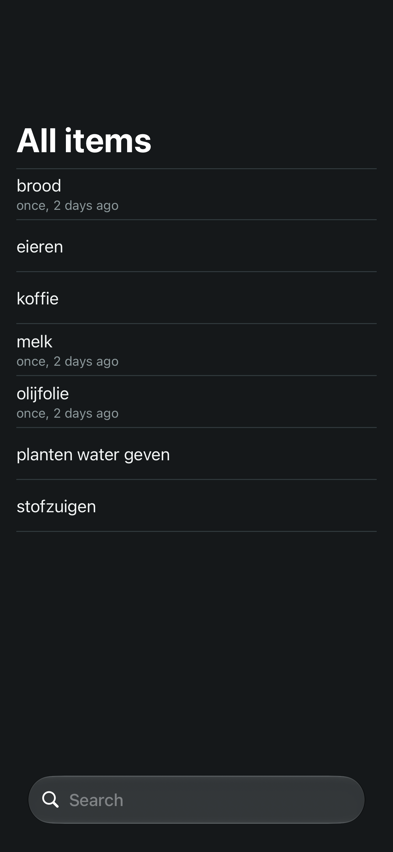 All items
brood
once, 2 days ago
eieren
koffie
melk
once, 2 days ago
olijfolie
once, 2 days ago
planten water geven
stofzuigen
Search